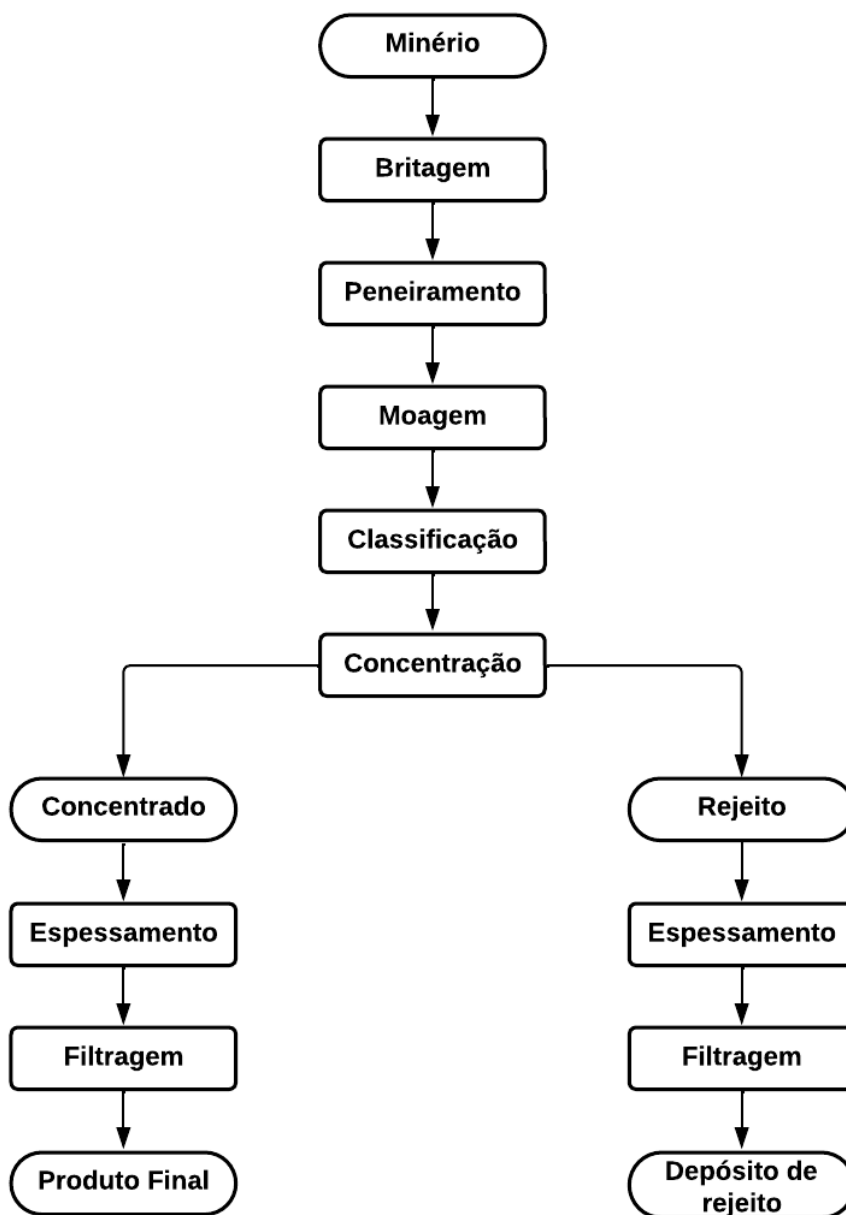 Minério
Britagem
Peneiramento
Moagem
Classificação
Concentração
Concentrado
Rejeito
Espessamento
Espessamento
Filtragem
Filtragem
Produto Final
Depósito de
rejeito